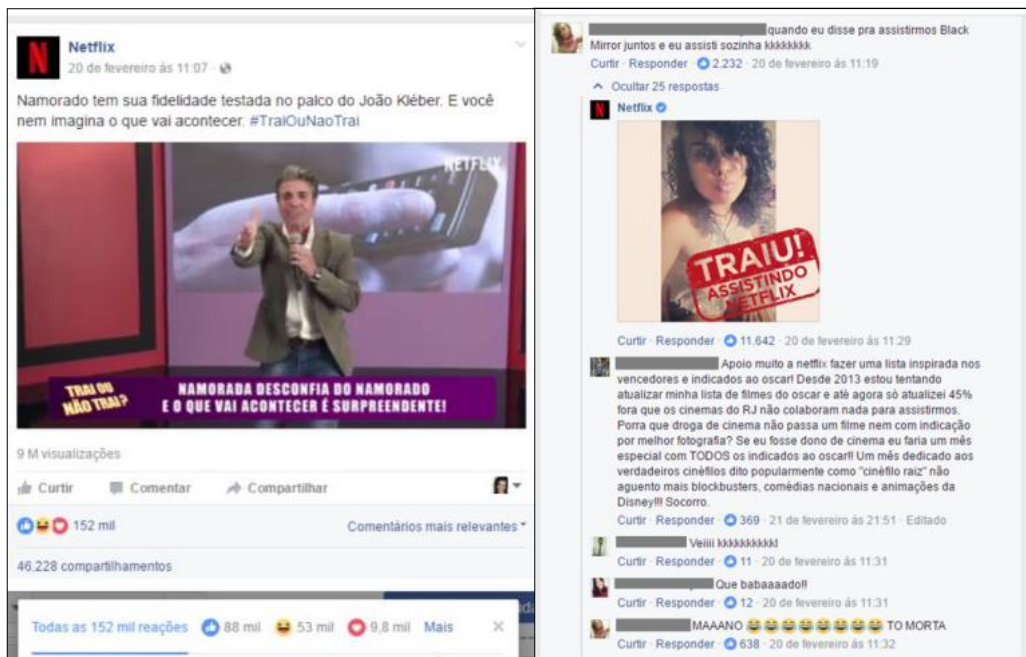 Netflix
20 de fevereiro às 11:07
Namorado tem sua fidelidade testada no palco do João Kléber. E você
nem imagina o que vai acontecer. #TraiOuNaoTrai
NETFLIX
TRAI OU
NÃO TRAI?
NAMORADA DESCONFIA DO NAMORADO
E O QUE VAI ACONTECER É SURPREENDENTE!
9 M visualizações
Curtir Comentar Compartilhar
152 mil Comentários mais relevantes
46.228 compartilhamentos
Todas as 152 mil reações 88 mil 53 mil 9,8 mil Mais
quando eu disse pra assistirmos Black
Mirror juntos e eu assisti sozinha kkkkkkkk
Curtir · Responder · 2.232 · 20 de fevereiro às 11:19
Ocultar 25 respostas
Netflix
TRAIU!
ASSISTINDO
NETFLIX
Curtir · Responder · 11.642 · 20 de fevereiro às 11:29
Apoio muito a netflix fazer uma lista inspirada nos
vencedores e indicados ao oscar! Desde 2013 estou tentando
atualizar minha lista de filmes do oscar e até agora só atualizei 45%
fora que os cinemas do RJ não colaboram nada para assistirmos.
Porra que droga de cinema não passa um filme nem com indicação
por melhor fotografia? Se eu fosse dono de cinema eu faria um mês
especial com TODOS os indicados ao oscar!! Um mês dedicado aos
verdadeiros cinéfilos dito popularmente como "cinéfilo raiz" não
aguento mais blockbusters, comédias nacionais e animações da
Disney!!! Socorro.
Curtir · Responder · 369 · 21 de fevereiro às 21:51 · Editado
Veiii kkkkkkkkkkl
Curtir · Responder · 11 · 20 de fevereiro às 11:31
Que babaaaado!!
Curtir · Responder · 12 · 20 de fevereiro às 11:31
MAAANO 😂😂😂😂😂😂😂😂 TO MORTA
Curtir · Responder · 638 · 20 de fevereiro às 11:32